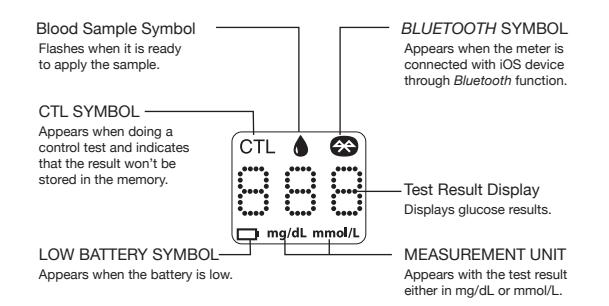 Blood Sample Symbol
Flashes when it is ready
to apply the sample.
BLUETOOTH SYMBOL
Appears when the meter is
connected with iOS device
through Bluetooth function.
CTL SYMBOL
Appears when doing a
control test and indicates
that the result won't be
stored in the memory.
CTL
888
mg/dL mmol/L
Test Result Display
Displays glucose results.
LOW BATTERY SYMBOL
Appears when the battery is low.
MEASUREMENT UNIT
Appears with the test result
either in mg/dL or mmol/L.